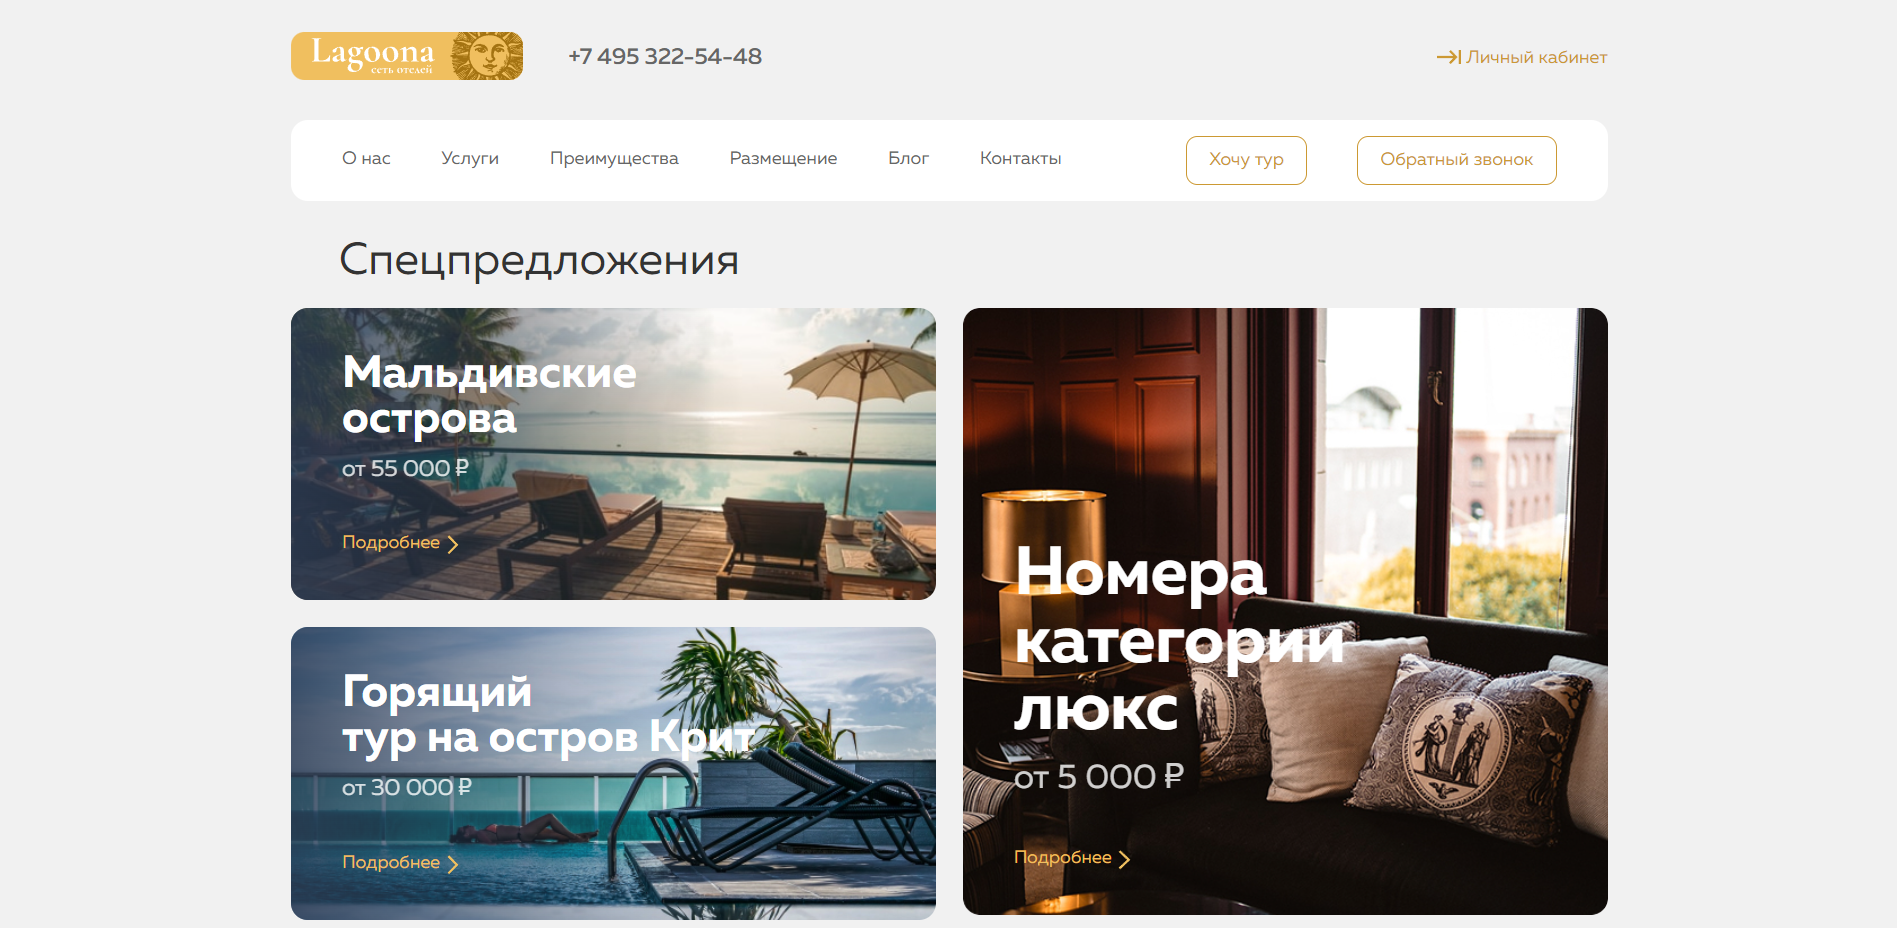 Lagoona
сеть отелей
+7 495 322-54-48
Личный кабинет
О нас
Услуги
Преимущества
Размещение
Блог
Контакты
Хочу тур
Обратный звонок
Спецпредложения
Мальдивские
острова
от 55 000 ₽
Подробнее
Горящий
тур на остров Крит
от 30 000 ₽
Подробнее
Номера
категории
люкс
от 5 000 ₽
Подробнее